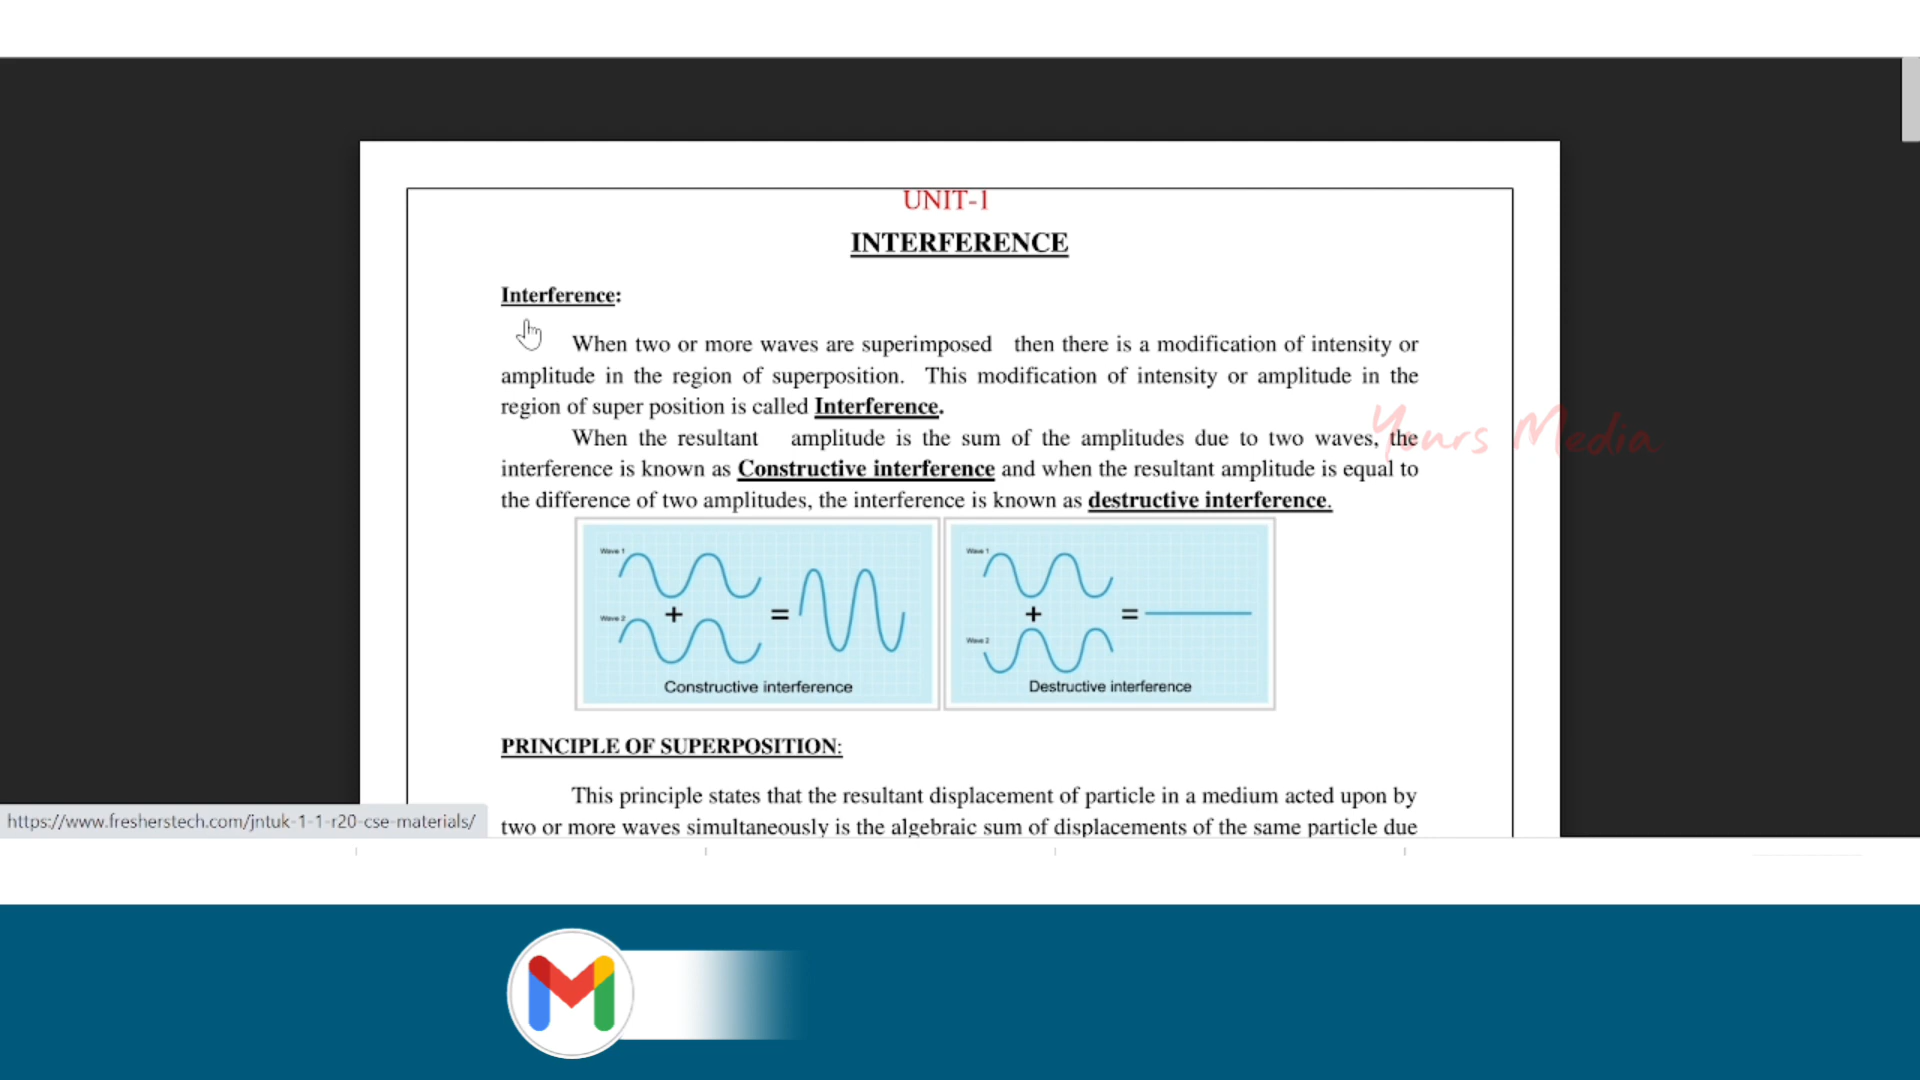 UNIT-1
INTERFERENCE
Interference:
When two or more waves are superimposed then there is a modification of intensity or
amplitude in the region of superposition. This modification of intensity or amplitude in the
region of super position is called Interference.
When the resultant amplitude is the sum of the amplitudes due to two waves, the
interference is known as Constructive interference and when the resultant amplitude is equal to
the difference of two amplitudes, the interference is known as destructive interference.
Yours Media
Wave 1
+
Wave 2
=
Constructive interference
Wave 1
+
Wave 2
=
Destructive interference
PRINCIPLE OF SUPERPOSITION:
This principle states that the resultant displacement of particle in a medium acted upon by
two or more waves simultaneously is the algebraic sum of displacements of the same particle due
https://www.fresherstech.com/jntuk-1-1-r20-cse-materials/